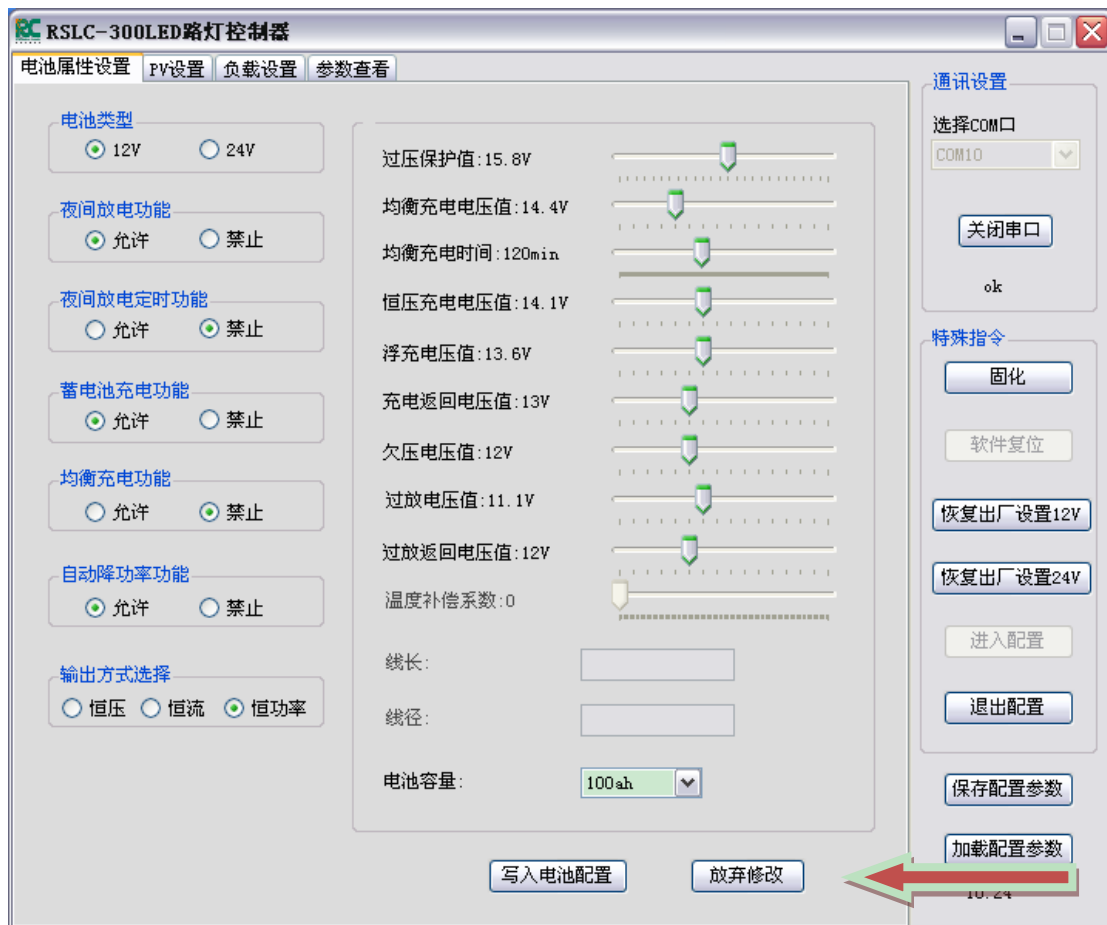 RSLC-300LED路灯控制器
电池属性设置 PV设置 负载设置 参数查看
电池类型
12V 24V
夜间放电功能
允许 禁止
夜间放电定时功能
允许 禁止
蓄电池充电功能
允许 禁止
均衡充电功能
允许 禁止
自动降功率功能
允许 禁止
输出方式选择
恒压 恒流 恒功率
过压保护值:15.8V
均衡充电电压值:14.4V
均衡充电时间:120min
恒压充电电压值:14.1V
浮充电压值:13.6V
充电返回电压值:13V
欠压电压值:12V
过放电压值:11.1V
过放返回电压值:12V
温度补偿系数:0
线长:
线径:
电池容量: 100ah
写入电池配置 放弃修改
通讯设置
选择COM口
COM10
关闭串口
ok
特殊指令
固化
软件复位
恢复出厂设置12V
恢复出厂设置24V
进入配置
退出配置
保存配置参数
加载配置参数